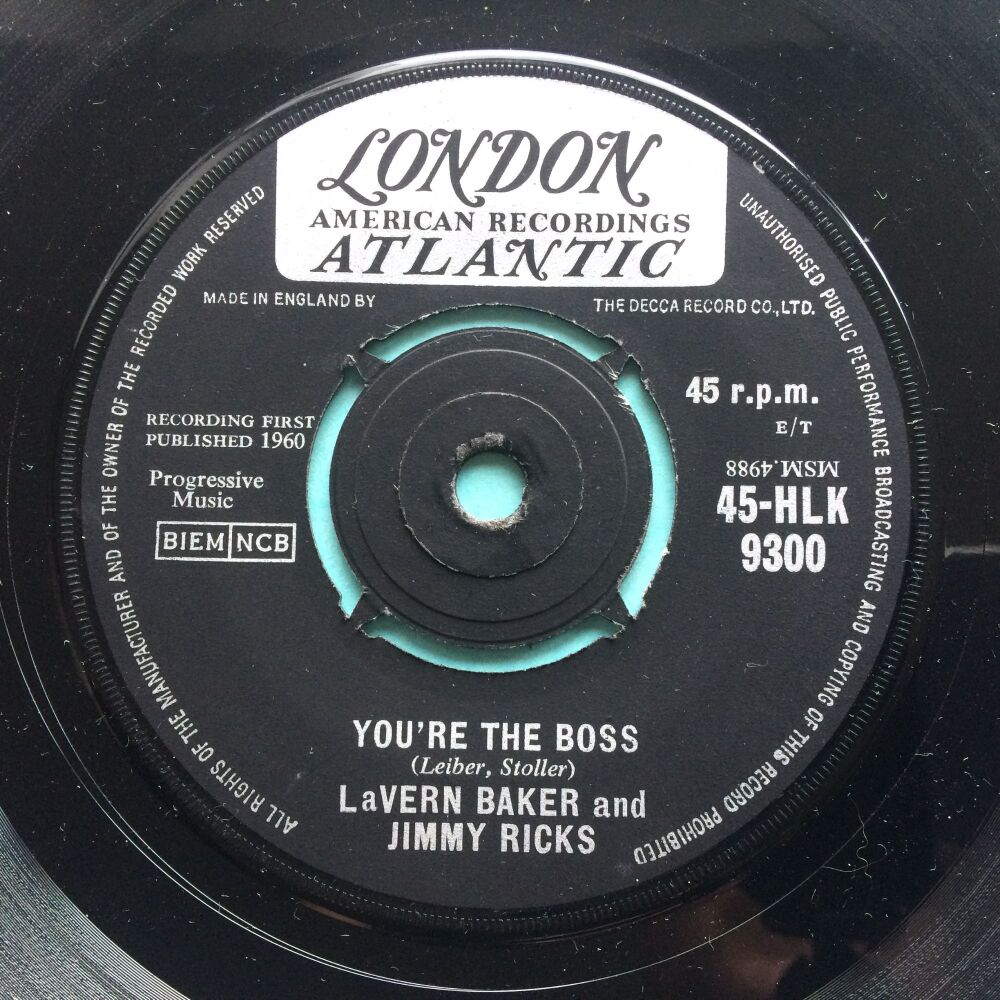 LONDON
AMERICAN RECORDINGS
ATLANTIC
MADE IN ENGLAND BY THE DECCA RECORD CO., LTD.
ALL RIGHTS OF THE MANUFACTURER AND OF THE OWNER OF THE RECORDED WORK RESERVED
UNAUTHORISED PUBLIC PERFORMANCE BROADCASTING AND COPYING OF THIS RECORD PROHIBITED
RECORDING FIRST
PUBLISHED 1960
Progressive
Music
BIEM NCB
45 r.p.m.
E/T
MSM.4988
45-HLK
9300
YOU'RE THE BOSS
(Leiber, Stoller)
LaVERN BAKER and
JIMMY RICKS